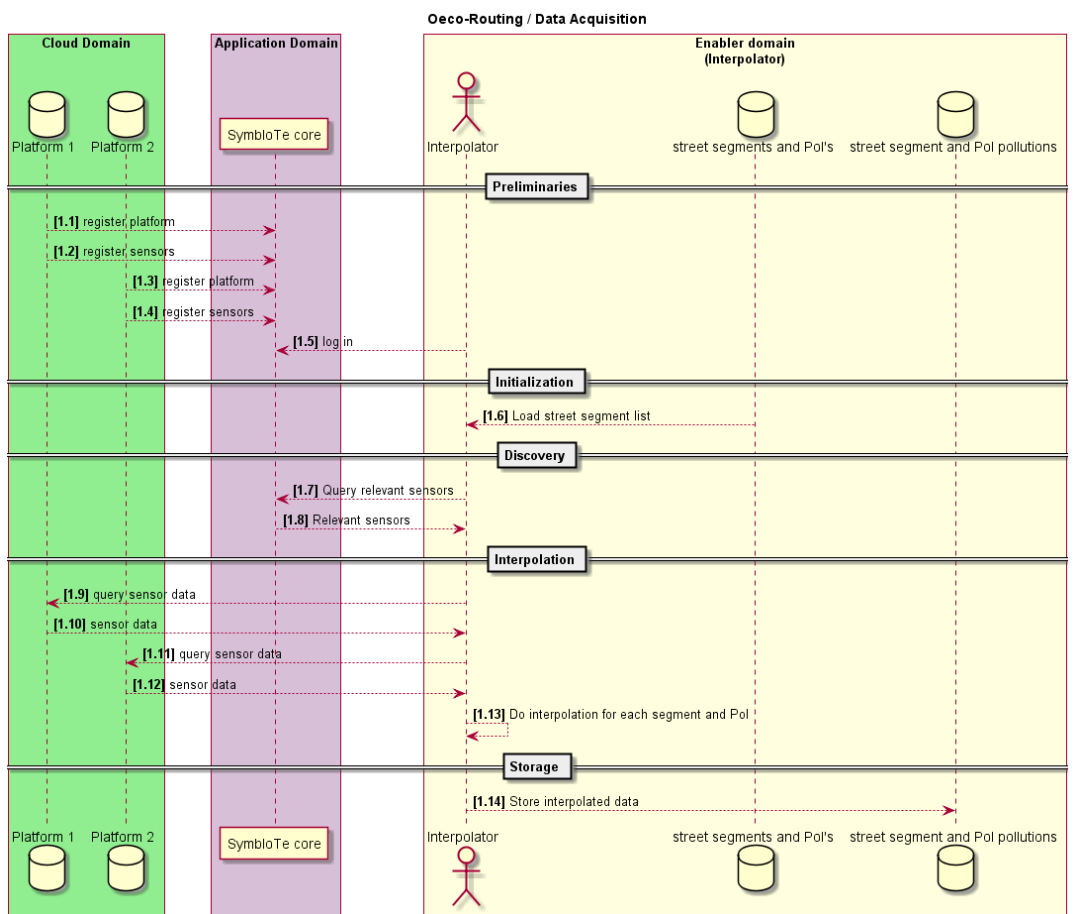 Oeco-Routing / Data Acquisition
Cloud Domain
Application Domain
Enabler domain
(Interpolator)
Platform 1
Platform 2
SymbIoTe core
Interpolator
street segments and PoI's
street segment and PoI pollutions
Preliminaries
[1.1] register platform
[1.2] register sensors
[1.3] register platform
[1.4] register sensors
[1.5] log in
Initialization
[1.6] Load street segment list
Discovery
[1.7] Query relevant sensors
[1.8] Relevant sensors
Interpolation
[1.9] query sensor data
[1.10] sensor data
[1.11] query sensor data
[1.12] sensor data
[1.13] Do interpolation for each segment and PoI
Storage
[1.14] Store interpolated data
Platform 1
Platform 2
SymbIoTe core
Interpolator
street segments and PoI's
street segment and PoI pollutions